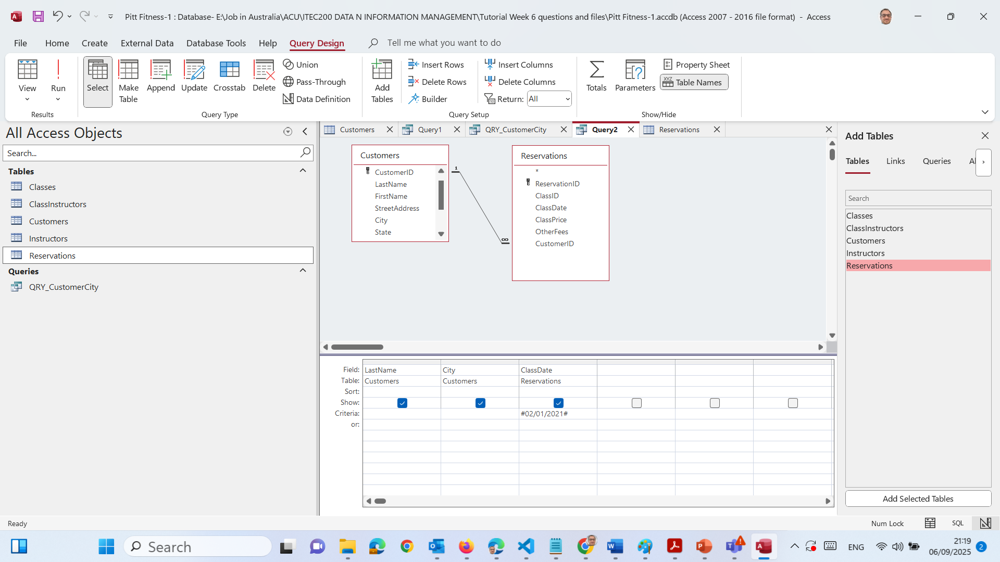 Pitt Fitness-1 : Database- E:\Job in Australia\ACU\ITEC200 DATA N INFORMATION MANAGEMENT\Tutorial Week 6 questions and files\Pitt Fitness-1.accdb (Access 2007 - 2016 file format) - Access
File Home Create External Data Database Tools Help Query Design Tell me what you want to do
View
Run
Results
Select
Make Table
Append
Update
Crosstab
Delete
Union
Pass-Through
Data Definition
Query Type
Add Tables
Insert Rows
Delete Rows
Builder
Insert Columns
Delete Columns
Return: All
Query Setup
Totals
Parameters
Property Sheet
XYZ Table Names
Show/Hide
All Access Objects
Search...
Tables
Classes
ClassInstructors
Customers
Instructors
Reservations
Queries
QRY_CustomerCity
Customers Query1 QRY_CustomerCity Query2 Reservations
Customers
CustomerID
LastName
FirstName
StreetAddress
City
State
1
∞
Reservations
*
ReservationID
ClassID
ClassDate
ClassPrice
OtherFees
CustomerID
Field: LastName City ClassDate
Table: Customers Customers Reservations
Sort:
Show:
Criteria: #02/01/2021#
or:
Add Tables
Tables Links Queries Al
Search
Classes
ClassInstructors
Customers
Instructors
Reservations
Add Selected Tables
Ready
Num Lock
SQL
Search
ENG
21:19
06/09/2025
2